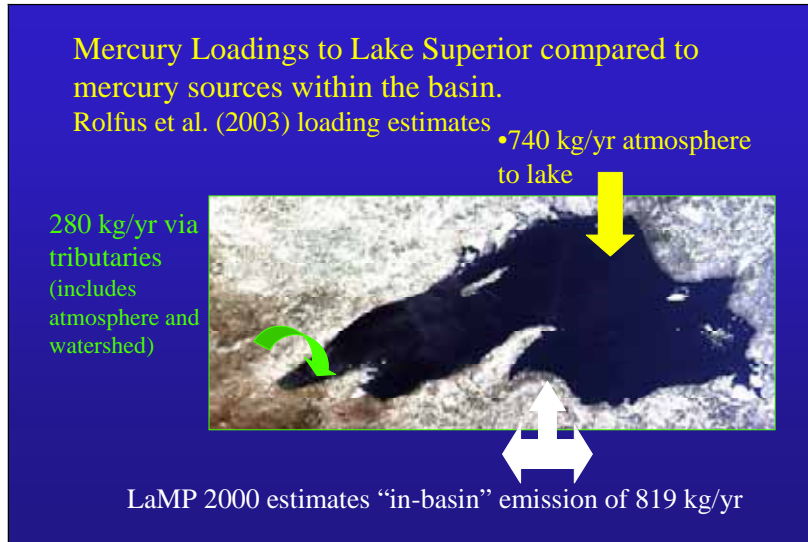 Mercury Loadings to Lake Superior compared to
mercury sources within the basin.
Rolfus et al. (2003) loading estimates
•740 kg/yr atmosphere
to lake
280 kg/yr via
tributaries
(includes
atmosphere and
watershed)
LaMP 2000 estimates “in-basin” emission of 819 kg/yr